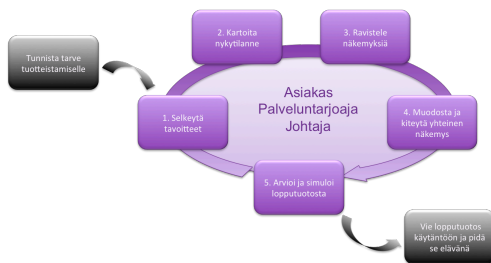 Tunnista tarve
tuotteistamiselle
2. Kartoita
nykytilanne
3. Ravistele
näkemyksiä
1. Selkeytä
tavoitteet
Asiakas
Palveluntarjoaja
Johtaja
4. Muodosta ja
kiteytä yhteinen
näkemys
5. Arvioi ja simuloi
lopputuotosta
Vie lopputuotos
käytäntöön ja pidä
se elävänä